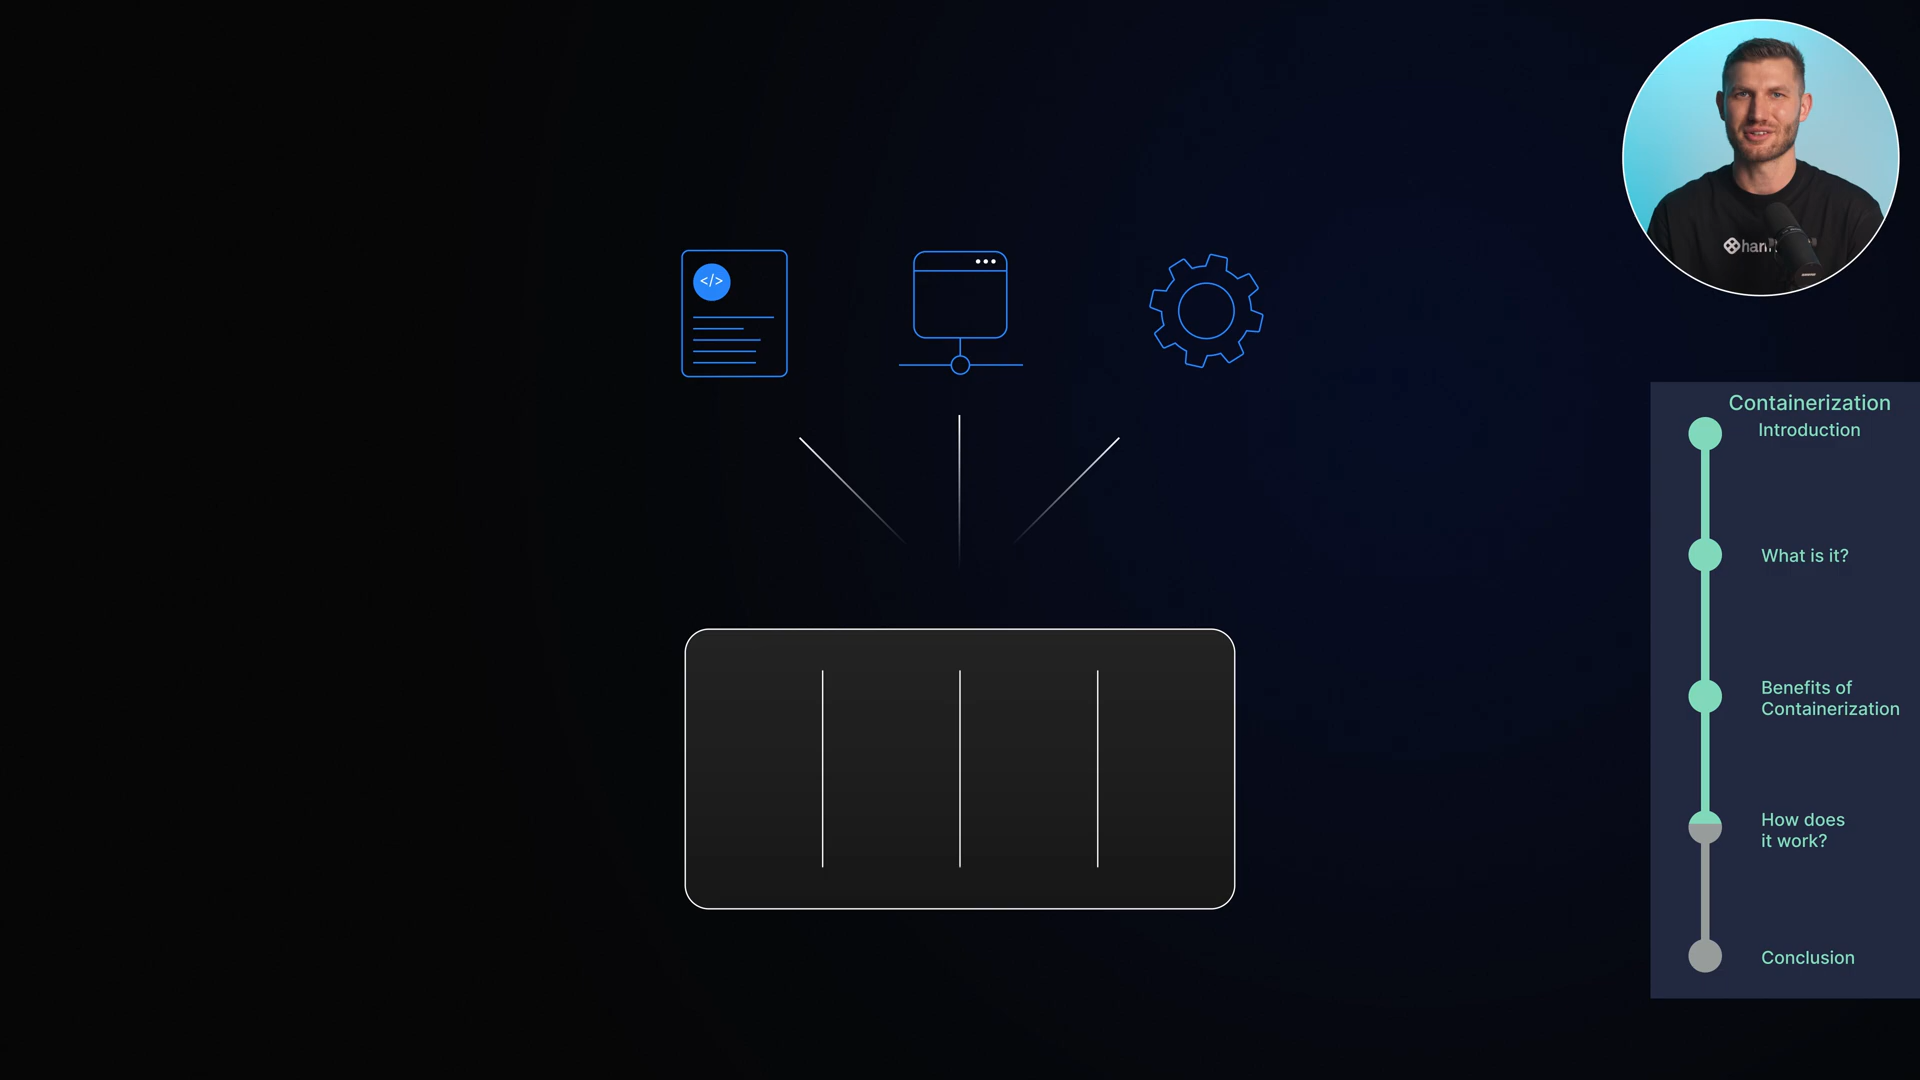 </>
Containerization
Introduction
What is it?
Benefits of
Containerization
How does
it work?
Conclusion